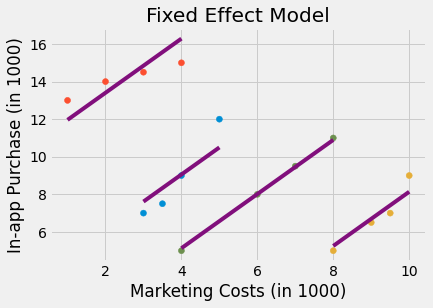 Fixed Effect Model
In-app Purchase (in 1000)
16
14
12
10
8
6
2 4 6 8 10
Marketing Costs (in 1000)